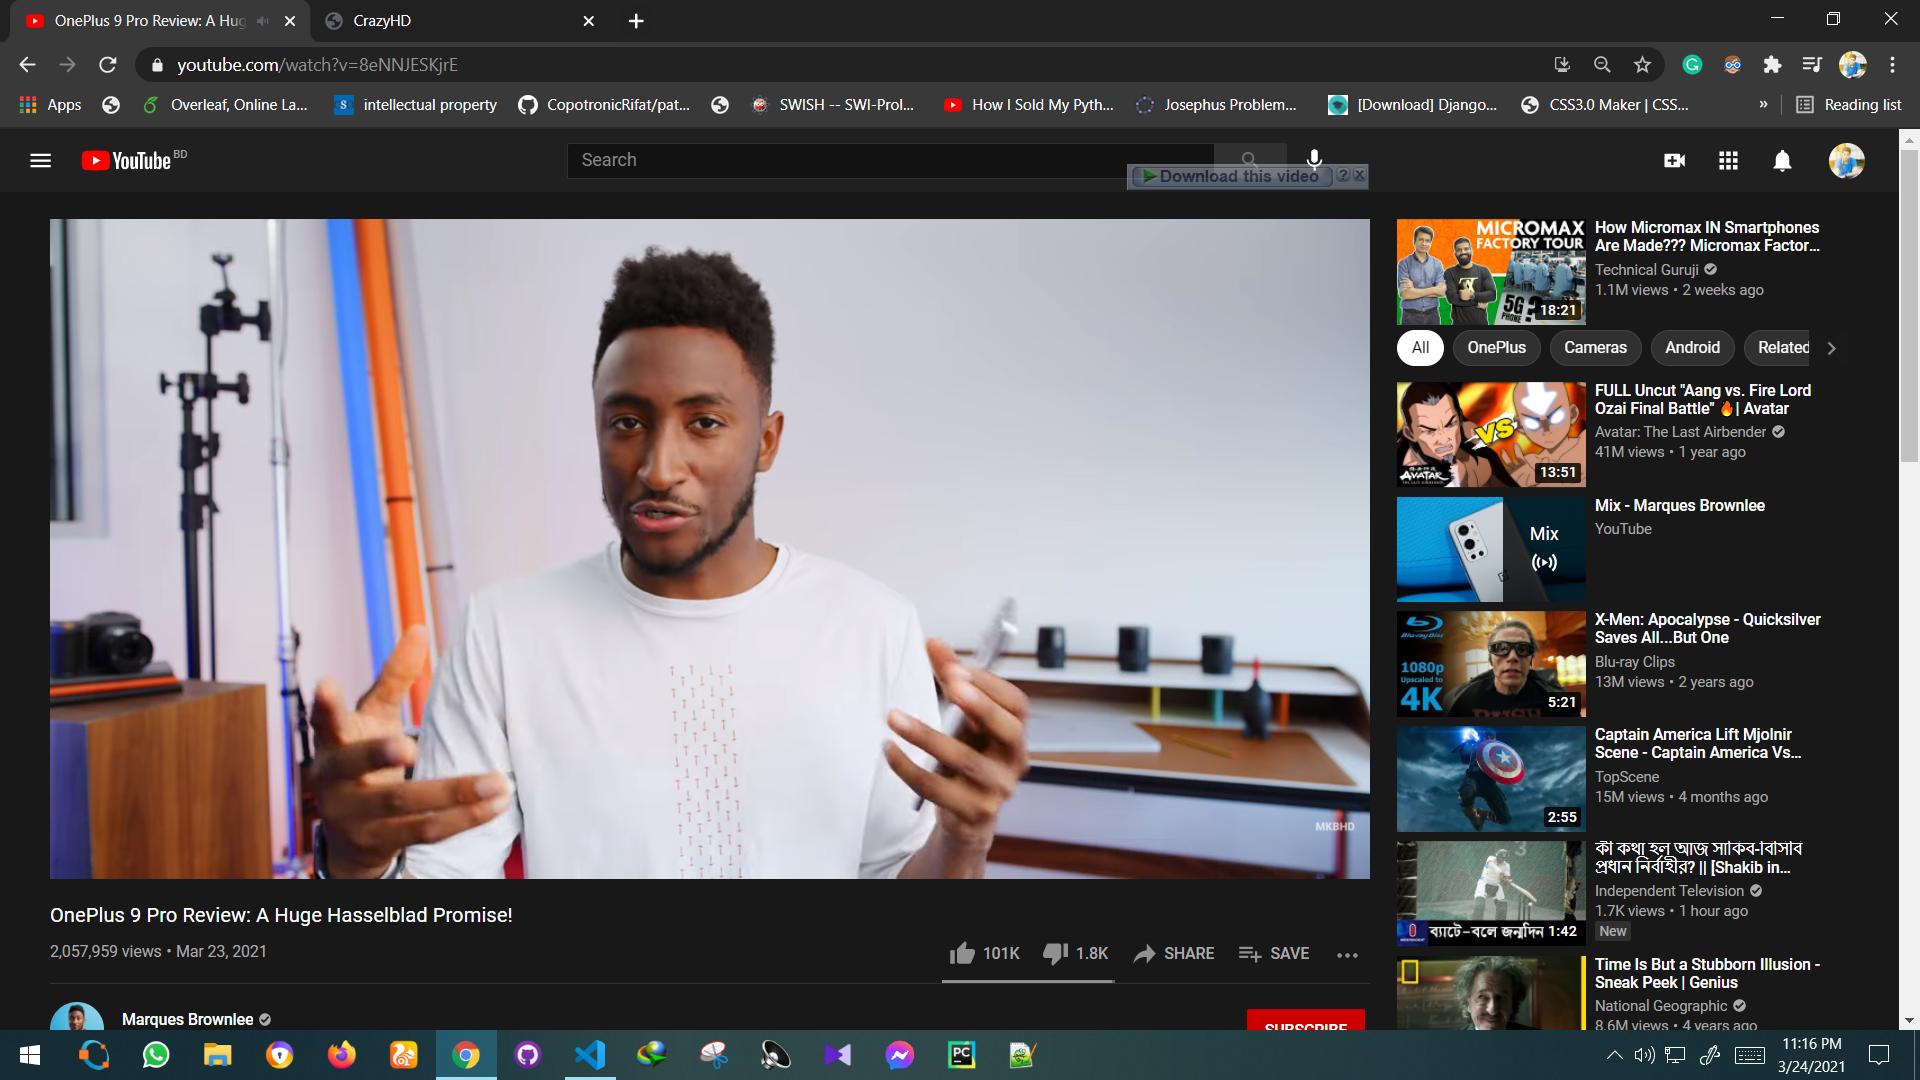 OnePlus 9 Pro Review: A Hug
CrazyHD
youtube.com/watch?v=8eNNJESKjrE
Apps
Overleaf, Online La...
intellectual property
CopotronicRifat/pat...
SWISH -- SWI-Prol...
How I Sold My Pyth...
Josephus Problem...
[Download] Django...
CSS3.0 Maker | CSS...
»
Reading list
YouTube BD
Search
Download this video
MKBHD
OnePlus 9 Pro Review: A Huge Hasselblad Promise!
2,057,959 views • Mar 23, 2021
101K
1.8K
SHARE
SAVE
Marques Brownlee
SUBSCRIBE
MICROMAX
FACTORY TOUR
5G ?
PHONE
18:21
How Micromax IN Smartphones
Are Made??? Micromax Factor...
Technical Guruji
1.1M views • 2 weeks ago
All
OnePlus
Cameras
Android
Related
VS
AVATAR
13:51
FULL Uncut "Aang vs. Fire Lord
Ozai Final Battle" 🔥| Avatar
Avatar: The Last Airbender
41M views • 1 year ago
Mix
Mix - Marques Brownlee
YouTube
Blu-ray Disc
1080p
Upscaled to
4K
RUSH
5:21
X-Men: Apocalypse - Quicksilver
Saves All...But One
Blu-ray Clips
13M views • 2 years ago
2:55
Captain America Lift Mjolnir
Scene - Captain America Vs...
TopScene
15M views • 4 months ago
3
ব্যাটে-বলে জন্মদিন
1:42
কী কথা হল আজ সাকিব-বিসিবি
প্রধান নির্বাহীর? || [Shakib in...
Independent Television
1.7K views • 1 hour ago
New
Time Is But a Stubborn Illusion -
Sneak Peek | Genius
National Geographic
8.6M views • 4 years ago
PC
11:16 PM
3/24/2021